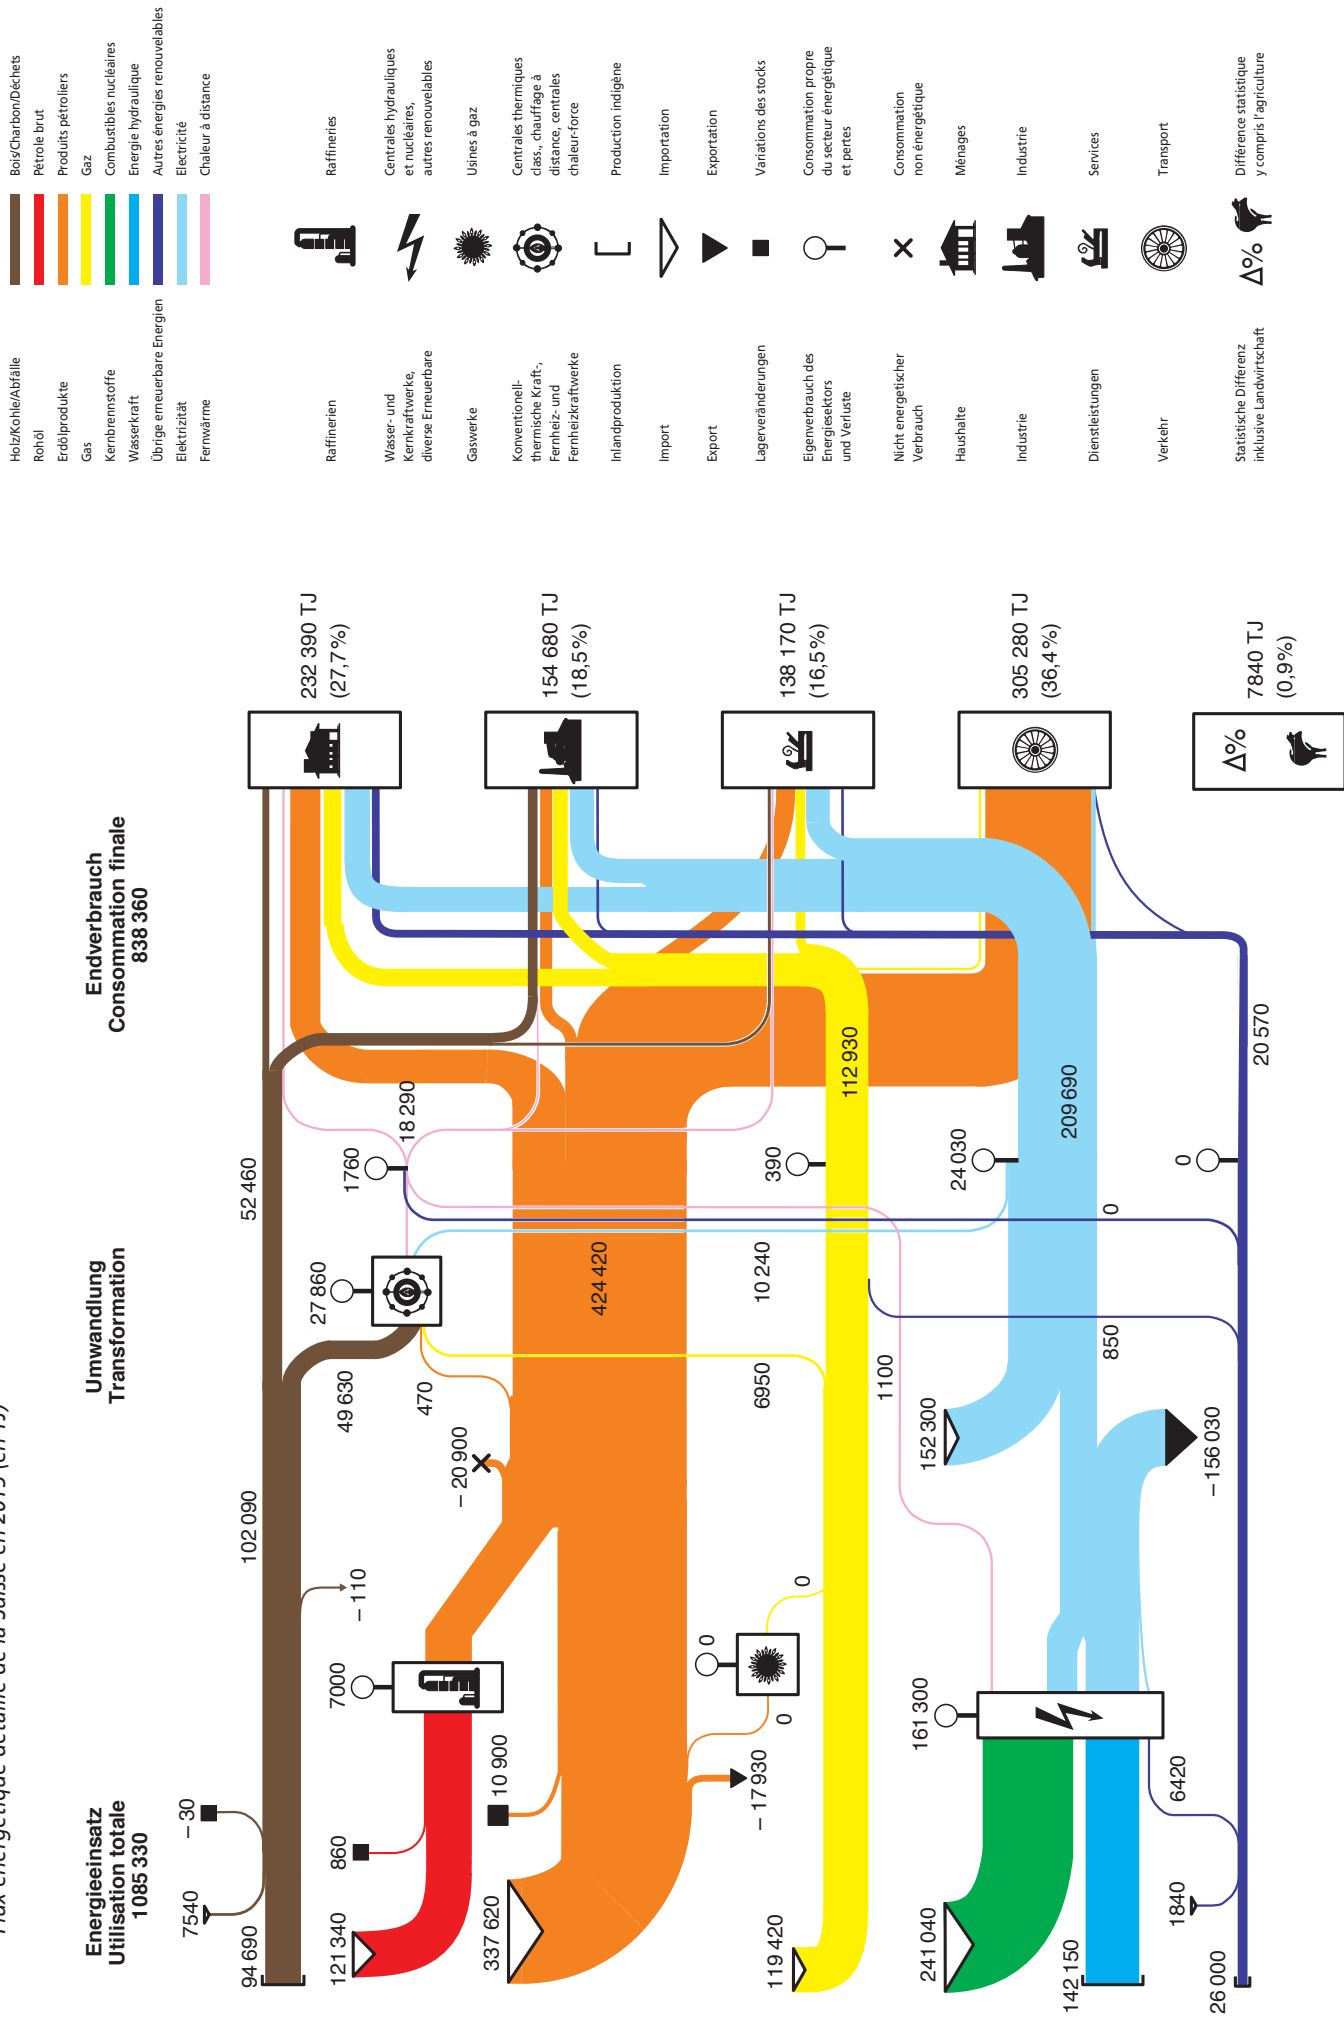 Flux énergétique détaillé de la Suisse en 2015 (en TJ)
Energieeinsatz
Utilisation totale
1085 330
Umwandlung
Transformation
Endverbrauch
Consommation finale
838 360
7540
– 30
94 690
102 090
– 110
52 460
121 340
860
7000
49 630
27 860
1760
18 290
470
337 620
10 900
– 20 900
424 420
– 17 930
0
0
0
119 420
6950
10 240
390
112 930
1100
241 040
161 300
152 300
24 030
209 690
142 150
850
0
– 156 030
6420
1840
0
26 000
20 570
232 390 TJ
(27,7 %)
154 680 TJ
(18,5 %)
138 170 TJ
(16,5 %)
305 280 TJ
(36,4 %)
Δ%
7840 TJ
(0,9%)
Holz/Kohle/Abfälle
Bois/Charbon/Déchets
Rohöl
Pétrole brut
Erdölprodukte
Produits pétroliers
Gas
Gaz
Kernbrennstoffe
Combustibles nucléaires
Wasserkraft
Energie hydraulique
Übrige erneuerbare Energien
Autres énergies renouvelables
Elektrizität
Electricité
Fernwärme
Chaleur à distance
Raffinerien
Raffineries
Wasser- und
Kernkraftwerke,
diverse Erneuerbare
Centrales hydrauliques
et nucléaires,
autres renouvelables
Gaswerke
Usines à gaz
Konventionell-
thermische Kraft-,
Fernheiz- und
Fernheizkraftwerke
Centrales thermiques
class., chauffage à
distance, centrales
chaleur-force
Inlandproduktion
Production indigène
Import
Importation
Export
Exportation
Lagerveränderungen
Variations des stocks
Eigenverbrauch des
Energiesektors
und Verluste
Consommation propre
du secteur énergétique
et pertes
Nicht energetischer
Verbrauch
Consommation
non énergétique
Haushalte
Ménages
Industrie
Industrie
Dienstleistungen
Services
Verkehr
Transport
Statistische Differenz
inklusive Landwirtschaft
Δ%
Différence statistique
y compris l'agriculture